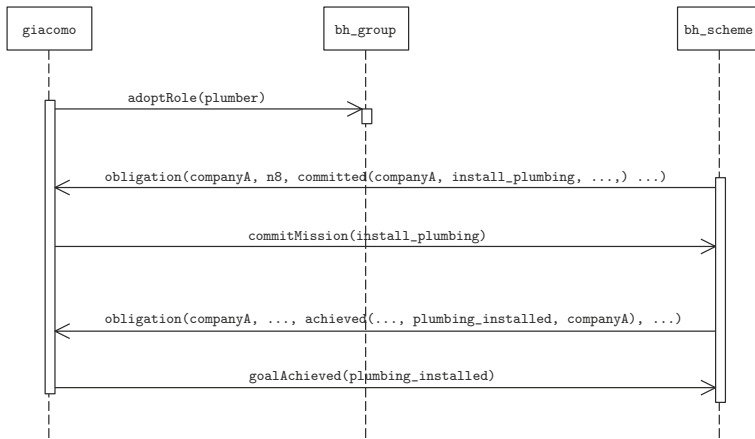 giacomo bh_group bh_scheme
adoptRole(plumber)
obligation(companyA, n8, committed(companyA, install_plumbing, ...,) ...)
commitMission(install_plumbing)
obligation(companyA, ..., achieved(..., plumbing_installed, companyA), ...)
goalAchieved(plumbing_installed)